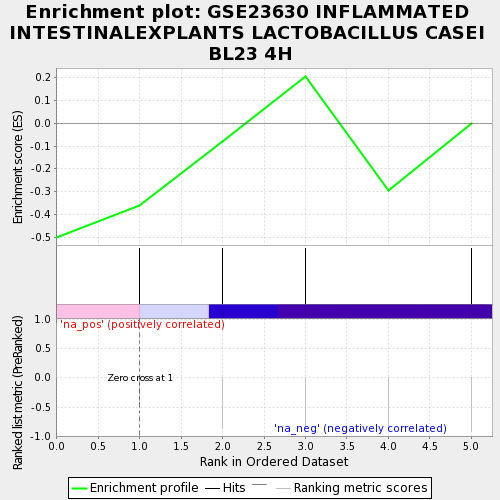 Enrichment plot: GSE23630 INFLAMMATED
INTESTINALEXPLANTS LACTOBACILLUS CASEI
BL23 4H
Enrichment score (ES)
0.2
0.1
0.0
-0.1
-0.2
-0.3
-0.4
-0.5
Ranked list metric (PreRanked)
1.0
0.5
0.0
-0.5
-1.0
'na_pos' (positively correlated)
Zero cross at 1
'na_neg' (negatively correlated)
0.0 0.5 1.0 1.5 2.0 2.5 3.0 3.5 4.0 4.5 5.0
Rank in Ordered Dataset
Enrichment profile Hits Ranking metric scores